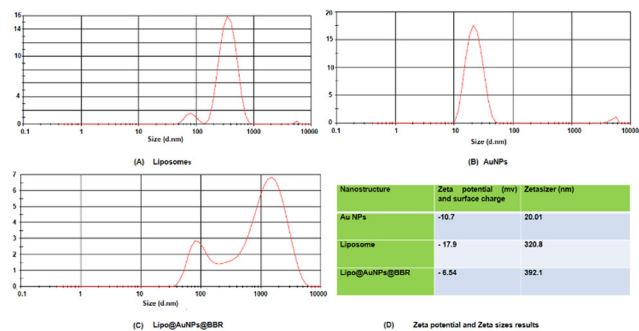 16
14
10
8
4
0
0.1 1 10 100 1000 10000
Size (d.nm)
(A) Liposomes
20
15
10
5
0
0.1 1 10 100 1000 10000
Size (d.nm)
(B) AuNPs
7
6
5
4
3
2
1
0
0.1 1 10 100 1000 10000
Size (d.nm)
(C) Lipo@AuNPs@BBR
Nanostructure Zeta potential (mv) Zetasizer (nm)
and surface charge
Au NPs -10.7 20.01
Liposome - 17.9 320.8
Lipo@AuNPs@BBR - 6.54 392.1
(D) Zeta potential and Zeta sizes results